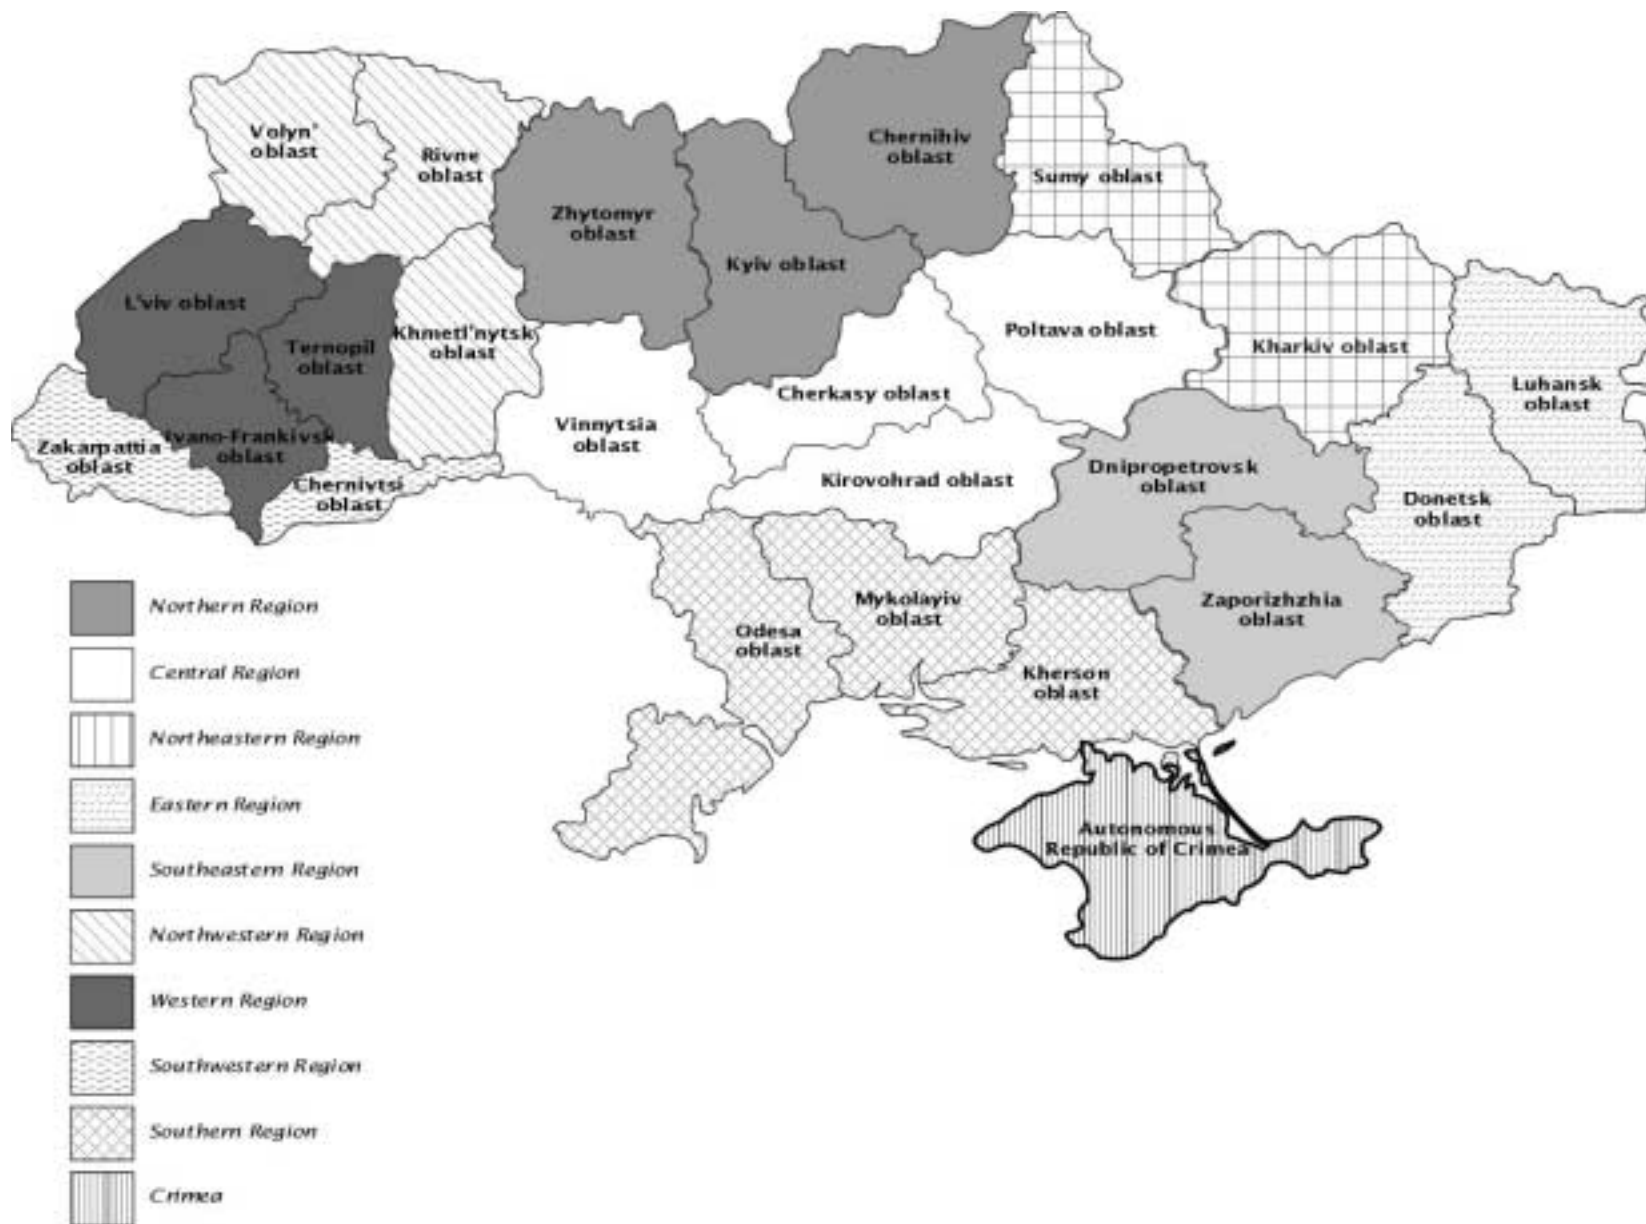 Volyn'
oblast
Rivne
oblast
Zhytomyr
oblast
Chernihiv
oblast
Sumy oblast
Kyiv oblast
L'viv oblast
Ternopil
oblast
Khmetl'nytsk
oblast
Poltava oblast
Kharkiv oblast
Luhansk
oblast
Cherkasy oblast
Vinnytsia
oblast
Zakarpattia
oblast
Ivano-Frankivsk
oblast
Chernivtsi
oblast
Kirovohrad oblast
Dnipropetrovsk
oblast
Donetsk
oblast
Mykolayiv
oblast
Zaporizhzhia
oblast
Odesa
oblast
Kherson
oblast
Autonomous
Republic of Crimea
Northern Region
Central Region
Northeastern Region
Eastern Region
Southeastern Region
Northwestern Region
Western Region
Southwestern Region
Southern Region
Crimea